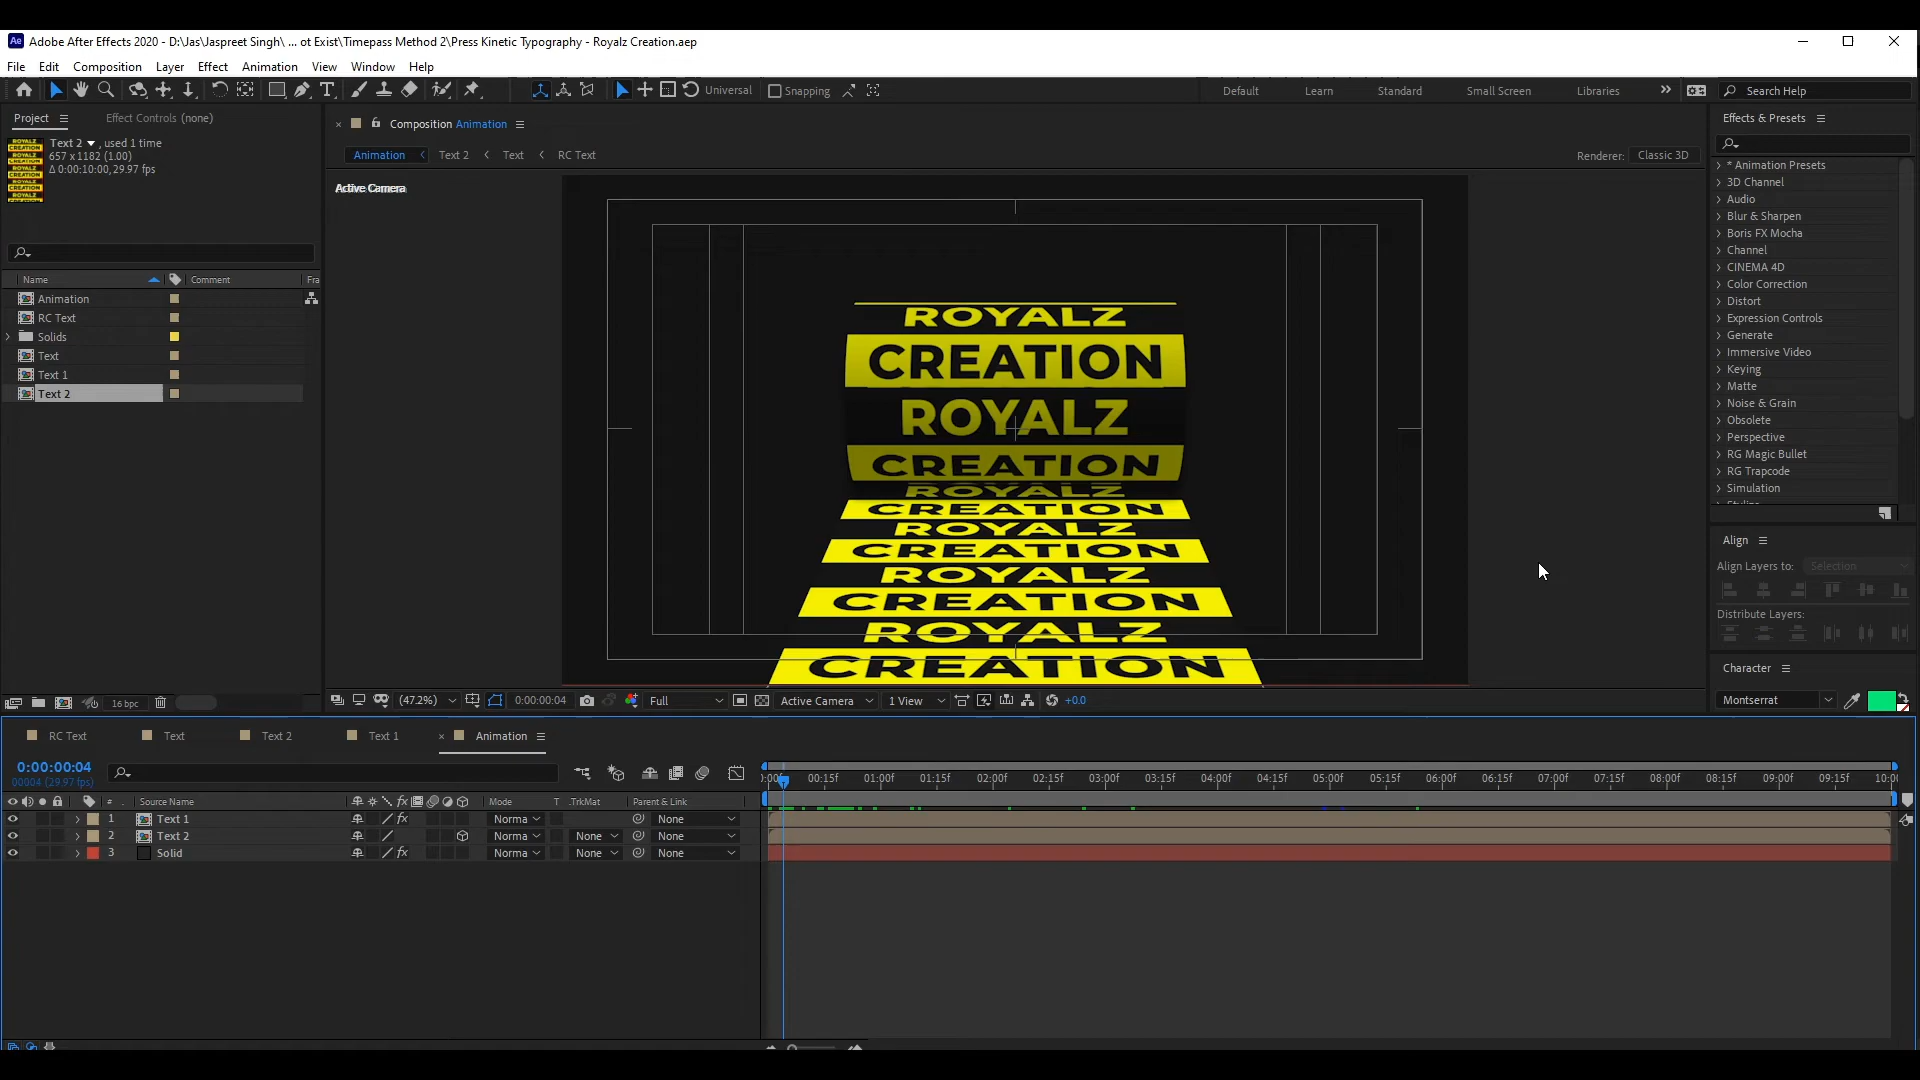 Ae Adobe After Effects 2020 - D:\Jas\Jaspreet Singh\ ... ot Exist\Timepass Method 2\Press Kinetic Typography - Royalz Creation.aep
File Edit Composition Layer Effect Animation View Window Help
Universal Snapping Default Learn Standard Small Screen Libraries Search Help
Project Effect Controls (none)
Text 2 , used 1 time
657 x 1182 (1.00)
Δ 0:00:10:00, 29.97 fps
Name Comment Fra
Animation
RC Text
Solids
Text
Text 1
Text 2
16 bpc
Composition Animation
Animation Text 2 Text RC Text
Renderer: Classic 3D
Active Camera
ROYALZ
CREATION
ROYALZ
CREATION
ROYALZ
CREATION
ROYALZ
CREATION
ROYALZ
CREATION
ROYALZ
CREATION
(47.2%) 0:00:00:04 Full Active Camera 1 View +0.0
Effects & Presets
* Animation Presets
3D Channel
Audio
Blur & Sharpen
Boris FX Mocha
Channel
CINEMA 4D
Color Correction
Distort
Expression Controls
Generate
Immersive Video
Keying
Matte
Noise & Grain
Obsolete
Perspective
RG Magic Bullet
RG Trapcode
Simulation
Align
Align Layers to: Selection
Distribute Layers:
Character
Montserrat
RC Text Text Text 2 Text 1 Animation
0:00:00:04
00004 (29.97 fps)
00:15f 01:00f 01:15f 02:00f 02:15f 03:00f 03:15f 04:00f 04:15f 05:00f 05:15f 06:00f 06:15f 07:00f 07:15f 08:00f 08:15f 09:00f 09:15f
# Source Name fx Mode T .TrkMat Parent & Link
1 Text 1 fx Norma None
2 Text 2 Norma None None
3 Solid fx Norma None None